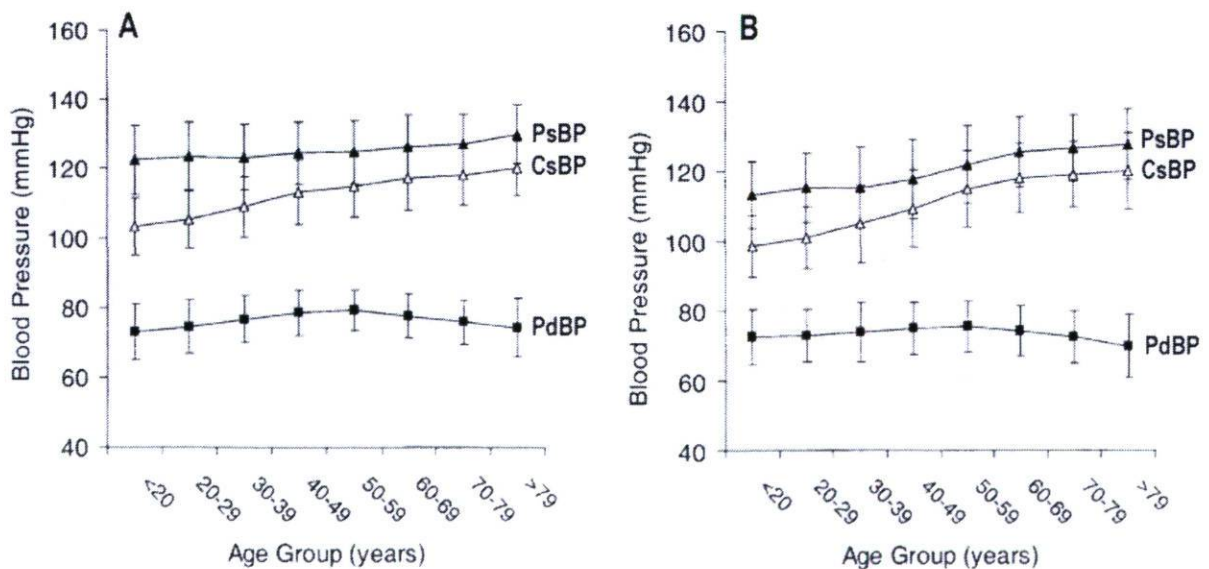 A
160
140
120
100
80
60
40
Blood Pressure (mmHg)
PsBP
CsBP
PdBP
<20
20-29
30-39
40-49
50-59
60-69
70-79
>79
Age Group (years)
B
160
140
120
100
80
60
40
Blood Pressure (mmHg)
PsBP
CsBP
PdBP
<20
20-29
30-39
40-49
50-59
60-69
70-79
>79
Age Group (years)